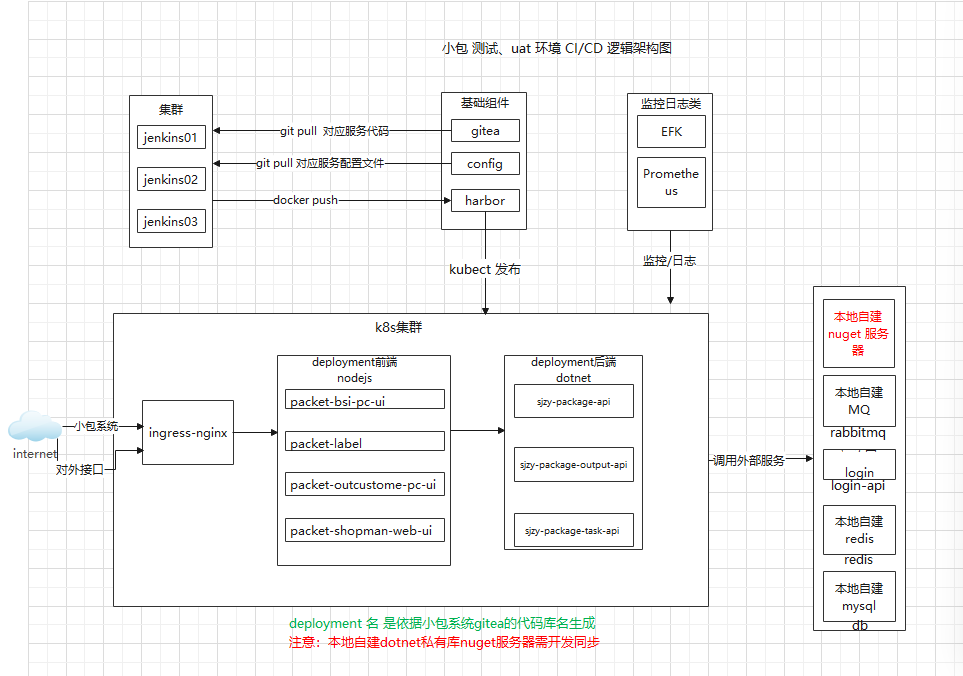 小包 测试、uat 环境 CI/CD 逻辑架构图
集群
jenkins01
jenkins02
jenkins03
git pull 对应服务代码
git pull 对应服务配置文件
docker push
基础组件
gitea
config
harbor
监控日志类
EFK
Promethe
us
kubect 发布
监控/日志
k8s集群
internet
小包系统
对外接口
ingress-nginx
deployment前端
nodejs
packet-bsi-pc-ui
packet-label
packet-outcustome-pc-ui
packet-shopman-web-ui
deployment后端
dotnet
sjzy-package-api
sjzy-package-output-api
sjzy-package-task-api
调用外部服务
本地自建
nuget 服务
器
本地自建
MQ
rabbitmq
login
login-api
本地自建
redis
redis
本地自建
mysql
db
deployment 名 是依据小包系统gitea的代码库名生成
注意：本地自建dotnet私有库nuget服务器需开发同步